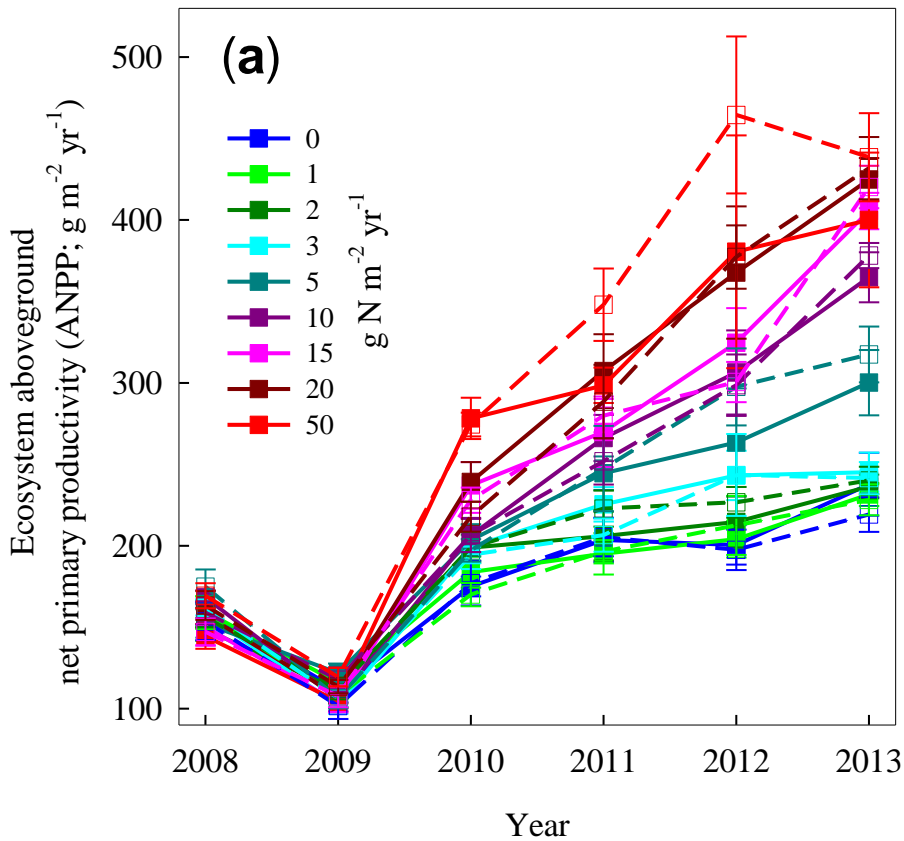 (a)
500
400
300
200
100
Ecosystem aboveground
net primary productivity (ANPP; g m⁻² yr⁻¹)
0
1
2
3
5
10
15
20
50
g N m⁻² yr⁻¹
2008 2009 2010 2011 2012 2013
Year